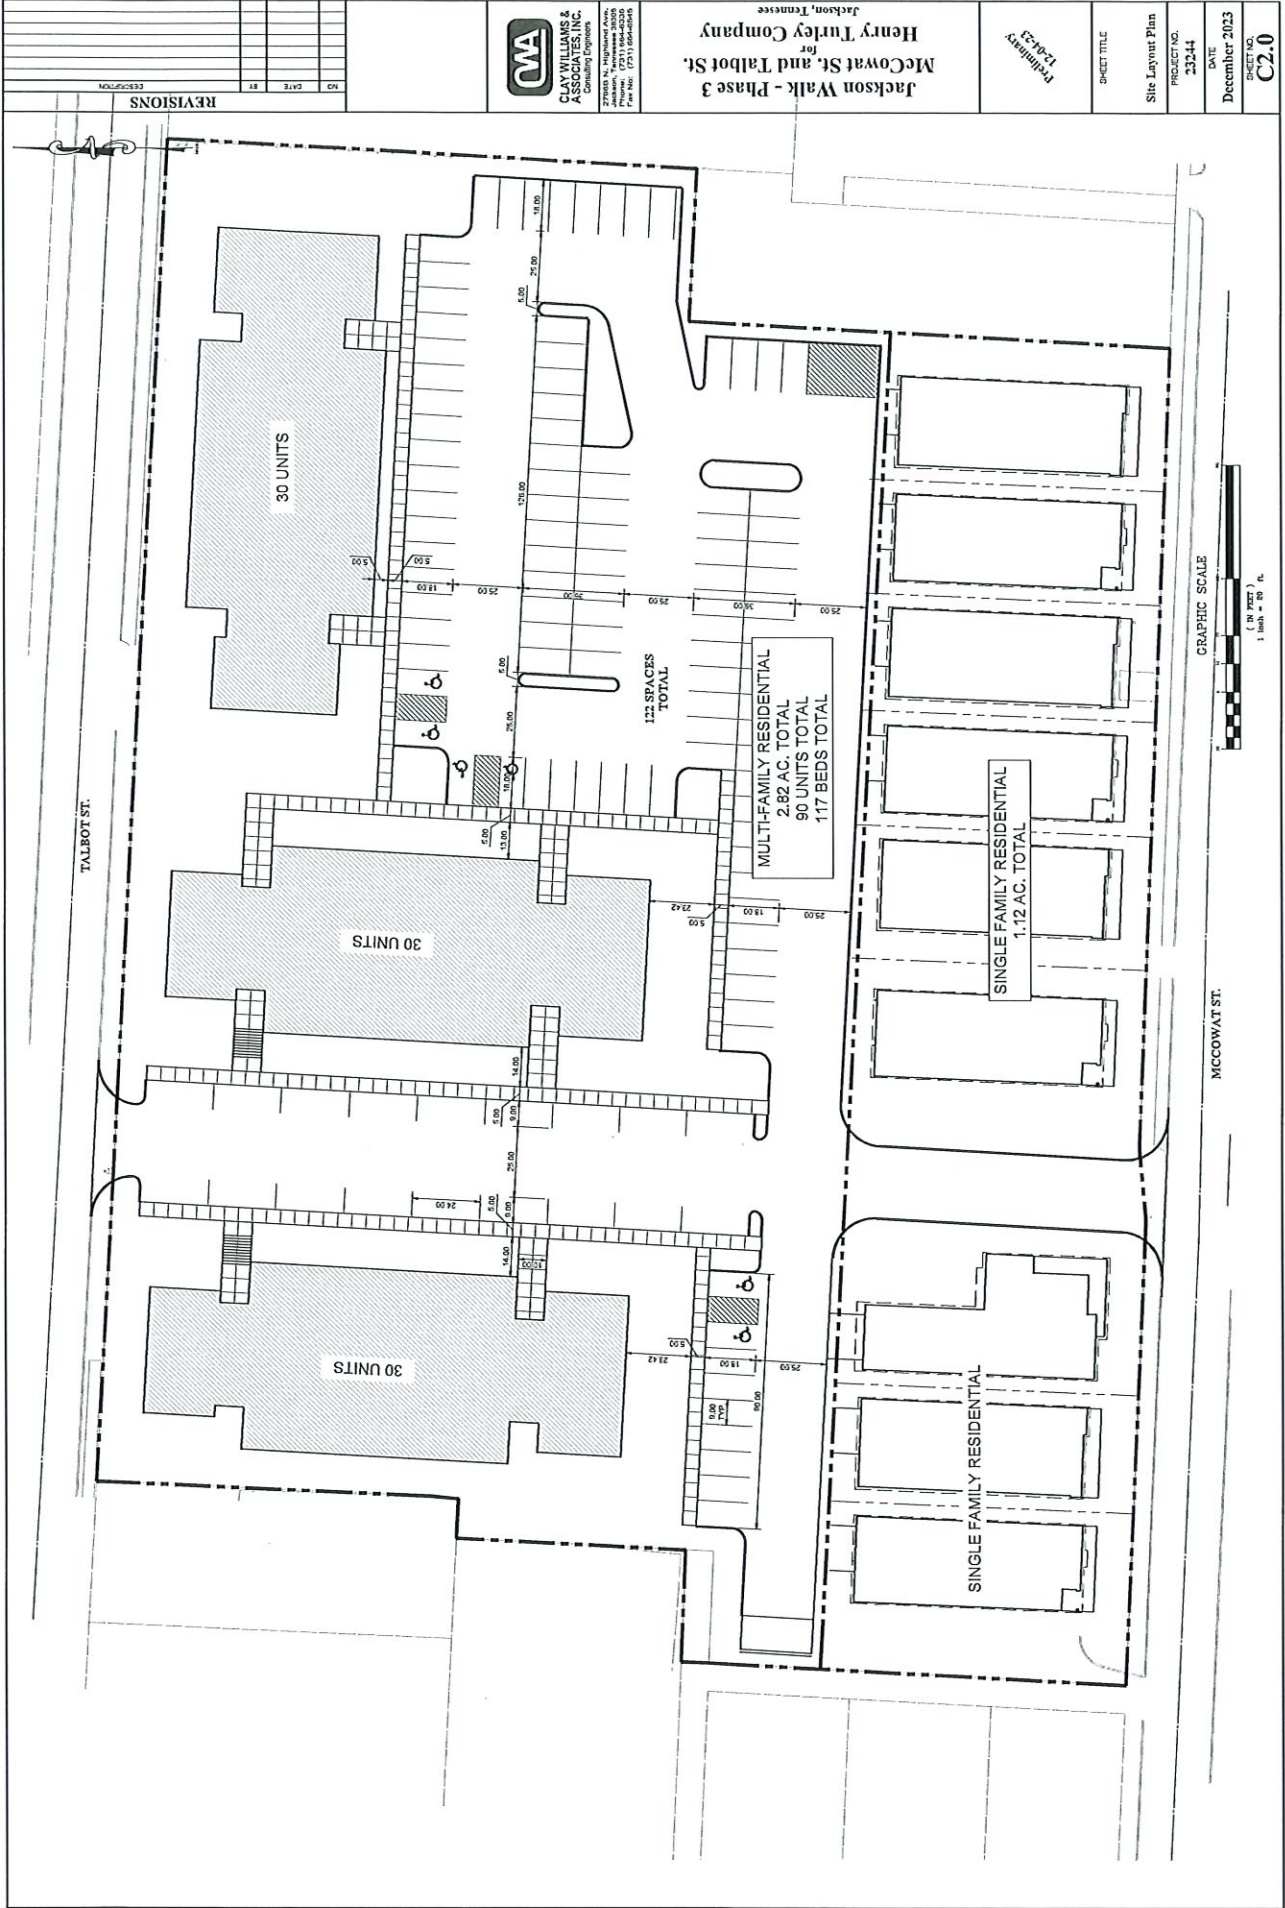 REVISIONS
NO
DATE
BY
DESCRIPTION
CWA
CLAY WILLIAMS &
ASSOCIATES, INC.
Consulting Engineers
Jackson, Tennessee 38305
Jackson Walk - Phase 3
McCowat St. and Talbot St.
for
Henry Turley Company
Jackson, Tennessee
Preliminary
12-04-23
SHEET TITLE
Site Layout Plan
PROJECT NO.
23244
DATE
December 2023
SHEET NO.
C2.0
TALBOT ST.
30 UNITS
30 UNITS
30 UNITS
18.00
25.00
5.00
126.00
5.00
5.00
18.00
25.00
25.00
25.00
5.00
25.00
18.00
122 SPACES
TOTAL
MULTI-FAMILY RESIDENTIAL
2.82 AC. TOTAL
90 UNITS TOTAL
117 BEDS TOTAL
5.00
13.00
23.42
5.00
18.00
25.00
14.00
5.00
9.00
25.00
24.00
5.00
9.00
14.00
10.00
23.42
5.00
18.00
25.00
9.00
TYP.
90.00
SINGLE FAMILY RESIDENTIAL
1.12 AC. TOTAL
SINGLE FAMILY RESIDENTIAL
MCCOWAT ST.
GRAPHIC SCALE
( IN FEET )
1 inch = 20 ft.